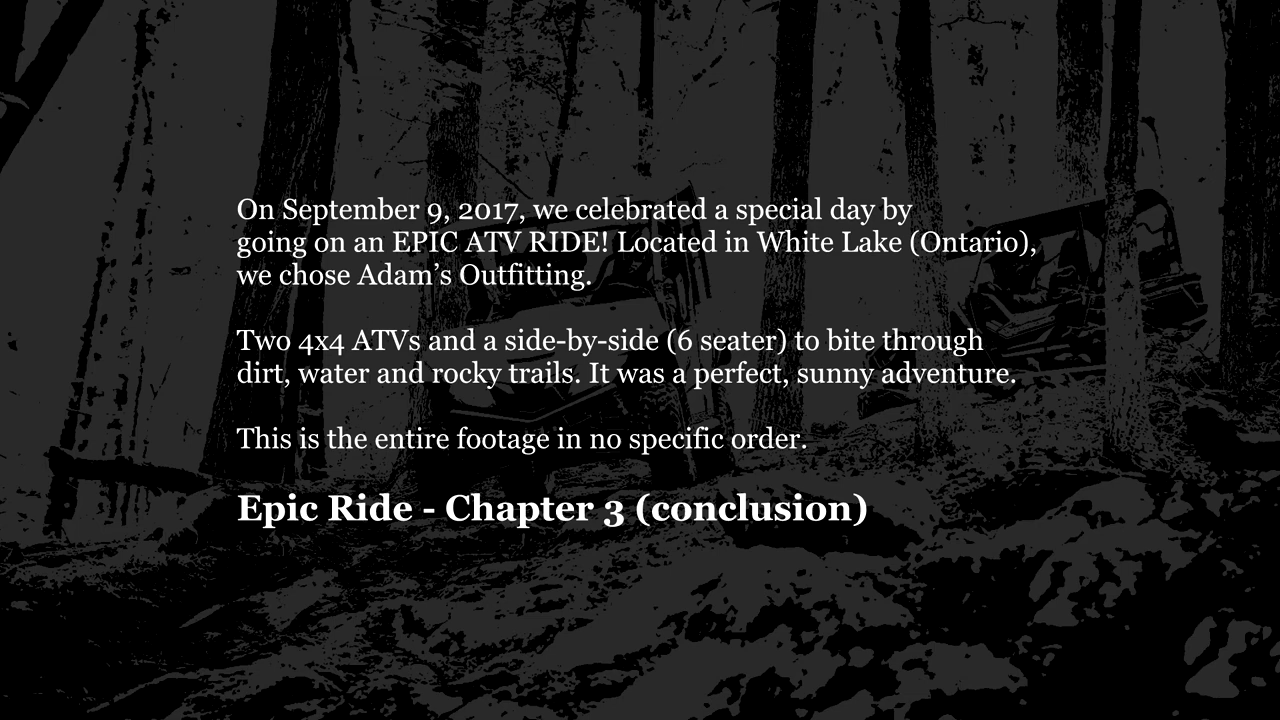 On September 9, 2017, we celebrated a special day by
going on an EPIC ATV RIDE! Located in White Lake (Ontario),
we chose Adam’s Outfitting.
Two 4x4 ATVs and a side-by-side (6 seater) to bite through
dirt, water and rocky trails. It was a perfect, sunny adventure.
This is the entire footage in no specific order.
Epic Ride - Chapter 3 (conclusion)